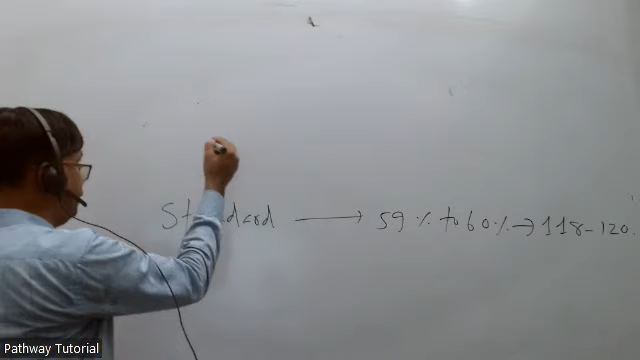 Standard → 59 % to 60% → 118-120.
Pathway Tutorial